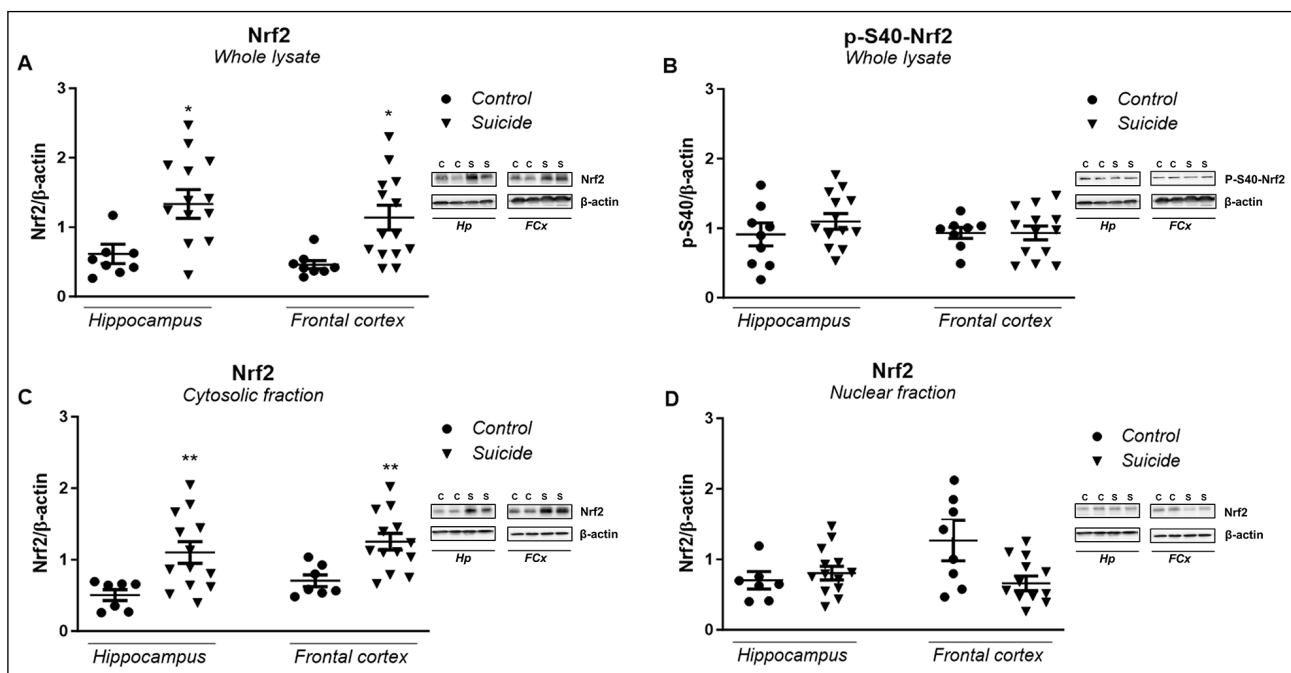 Nrf2
Whole lysate
A
3
2
1
0
Nrf2/β-actin
*
*
Control
Suicide
C C S S
C C S S
Nrf2
β-actin
Hp
FCx
Hippocampus
Frontal cortex
p-S40-Nrf2
Whole lysate
B
3
2
1
0
p-S40/β-actin
Control
Suicide
C C S S
C C S S
P-S40-Nrf2
β-actin
Hp
FCx
Hippocampus
Frontal cortex
Nrf2
Cytosolic fraction
C
3
2
1
0
Nrf2/β-actin
**
**
Control
Suicide
C C S S
C C S S
Nrf2
β-actin
Hp
FCx
Hippocampus
Frontal cortex
Nrf2
Nuclear fraction
D
3
2
1
0
Nrf2/β-actin
Control
Suicide
C C S S
C C S S
Nrf2
β-actin
Hp
FCx
Hippocampus
Frontal cortex